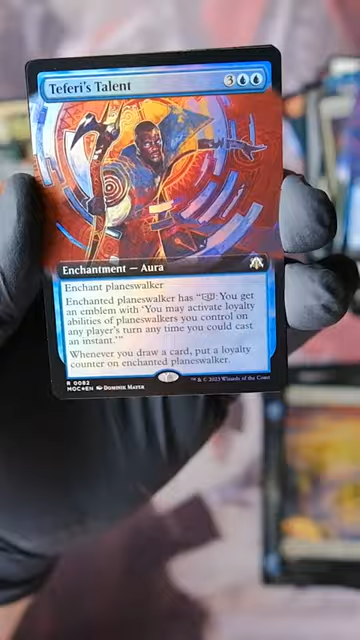 Teferi's Talent 3
Enchantment — Aura
Enchant planeswalker
Enchanted planeswalker has “ : You get
an emblem with ‘You may activate loyalty
abilities of planeswalkers you control on
any player's turn any time you could cast
an instant.’”
Whenever you draw a card, put a loyalty
counter on enchanted planeswalker.
R 0082
MOC★EN Dominik Mayer
™ & © 2023 Wizards of the Coast